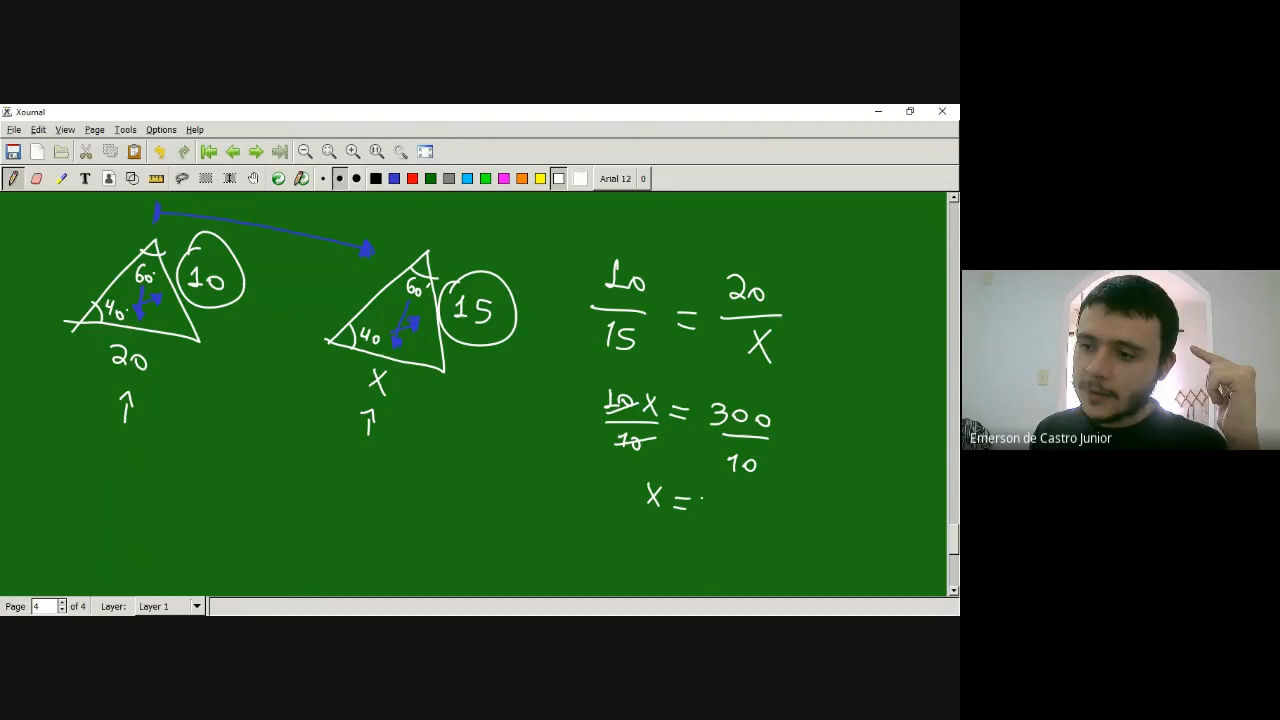 Xournal
File Edit View Page Tools Options Help
T Arial 12 0
60° 10
40°
20
60° 15
40
X
10/15 = 20/X
10X/10 = 300/10
X =
Emerson de Castro Junior
Page 4 of 4 Layer: Layer 1